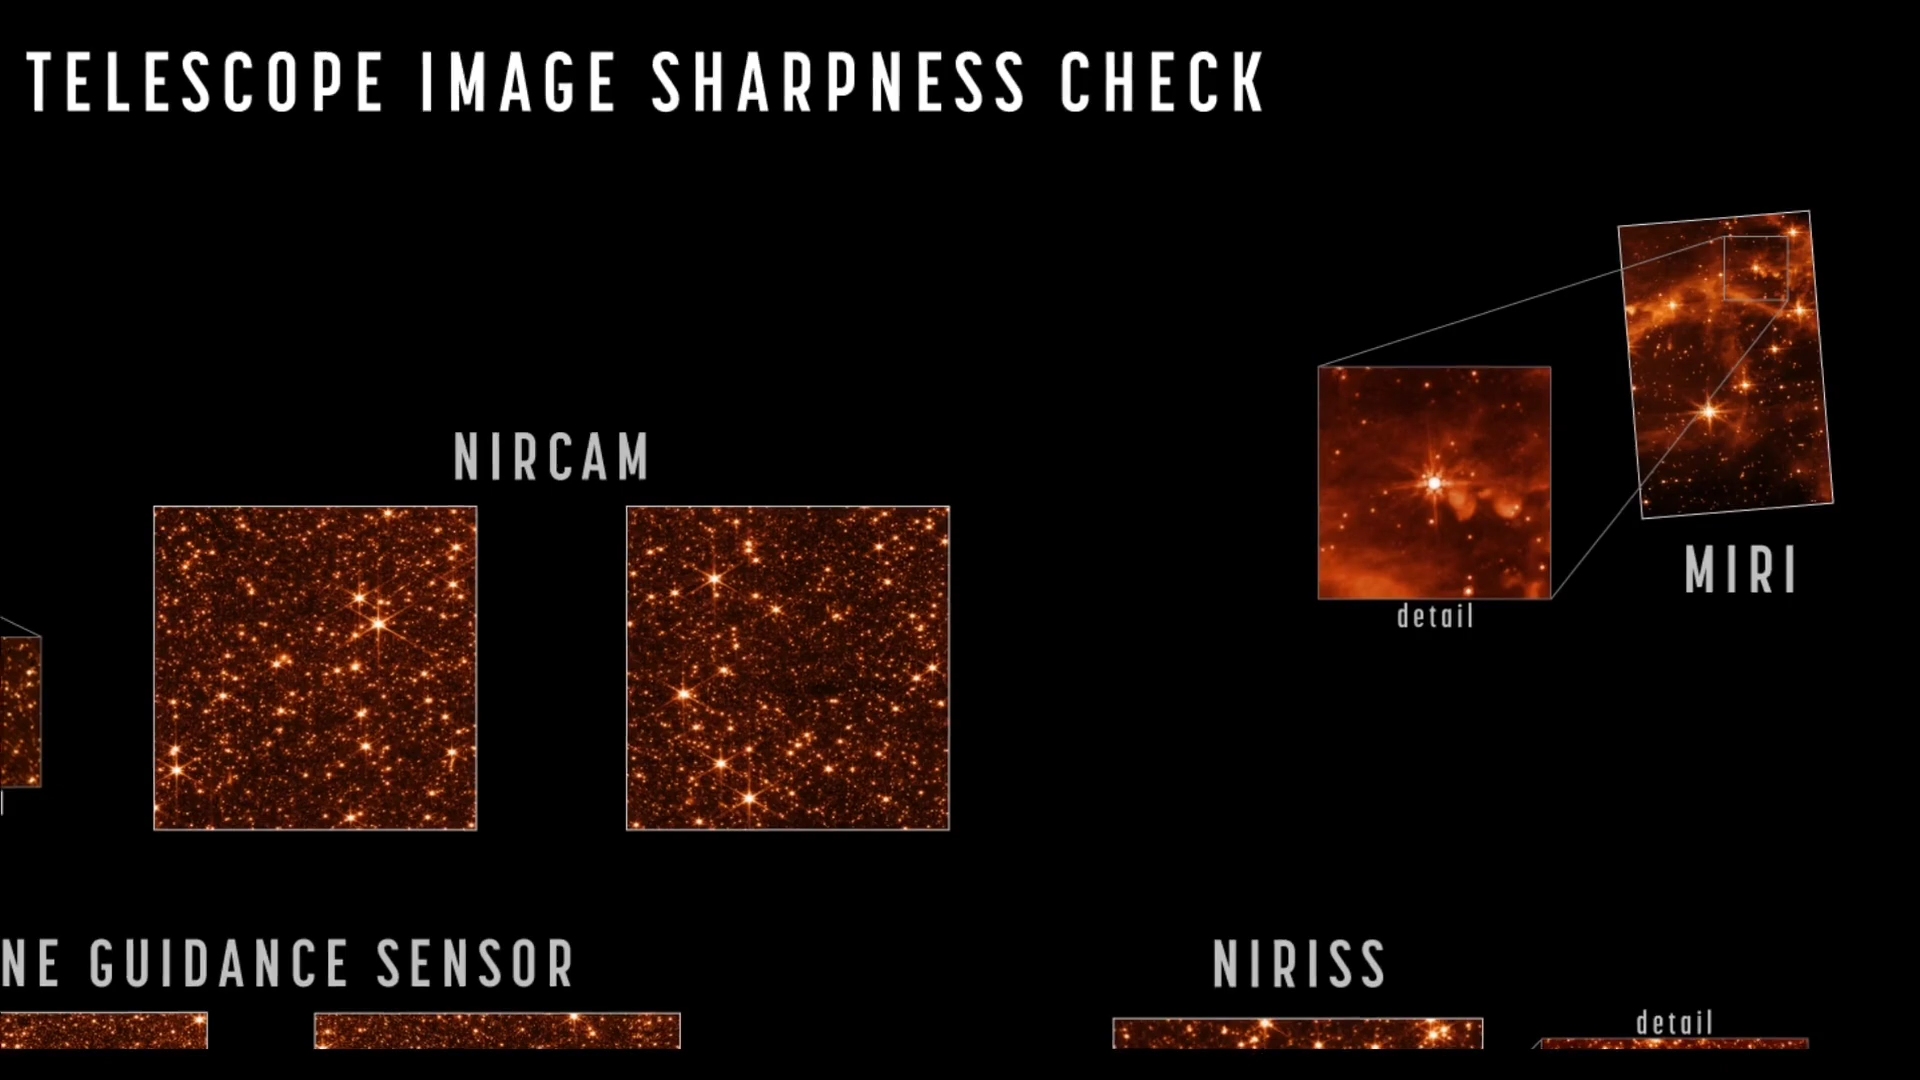 TELESCOPE IMAGE SHARPNESS CHECK
NIRCAM
MIRI
detail
NE GUIDANCE SENSOR
NIRISS
detail